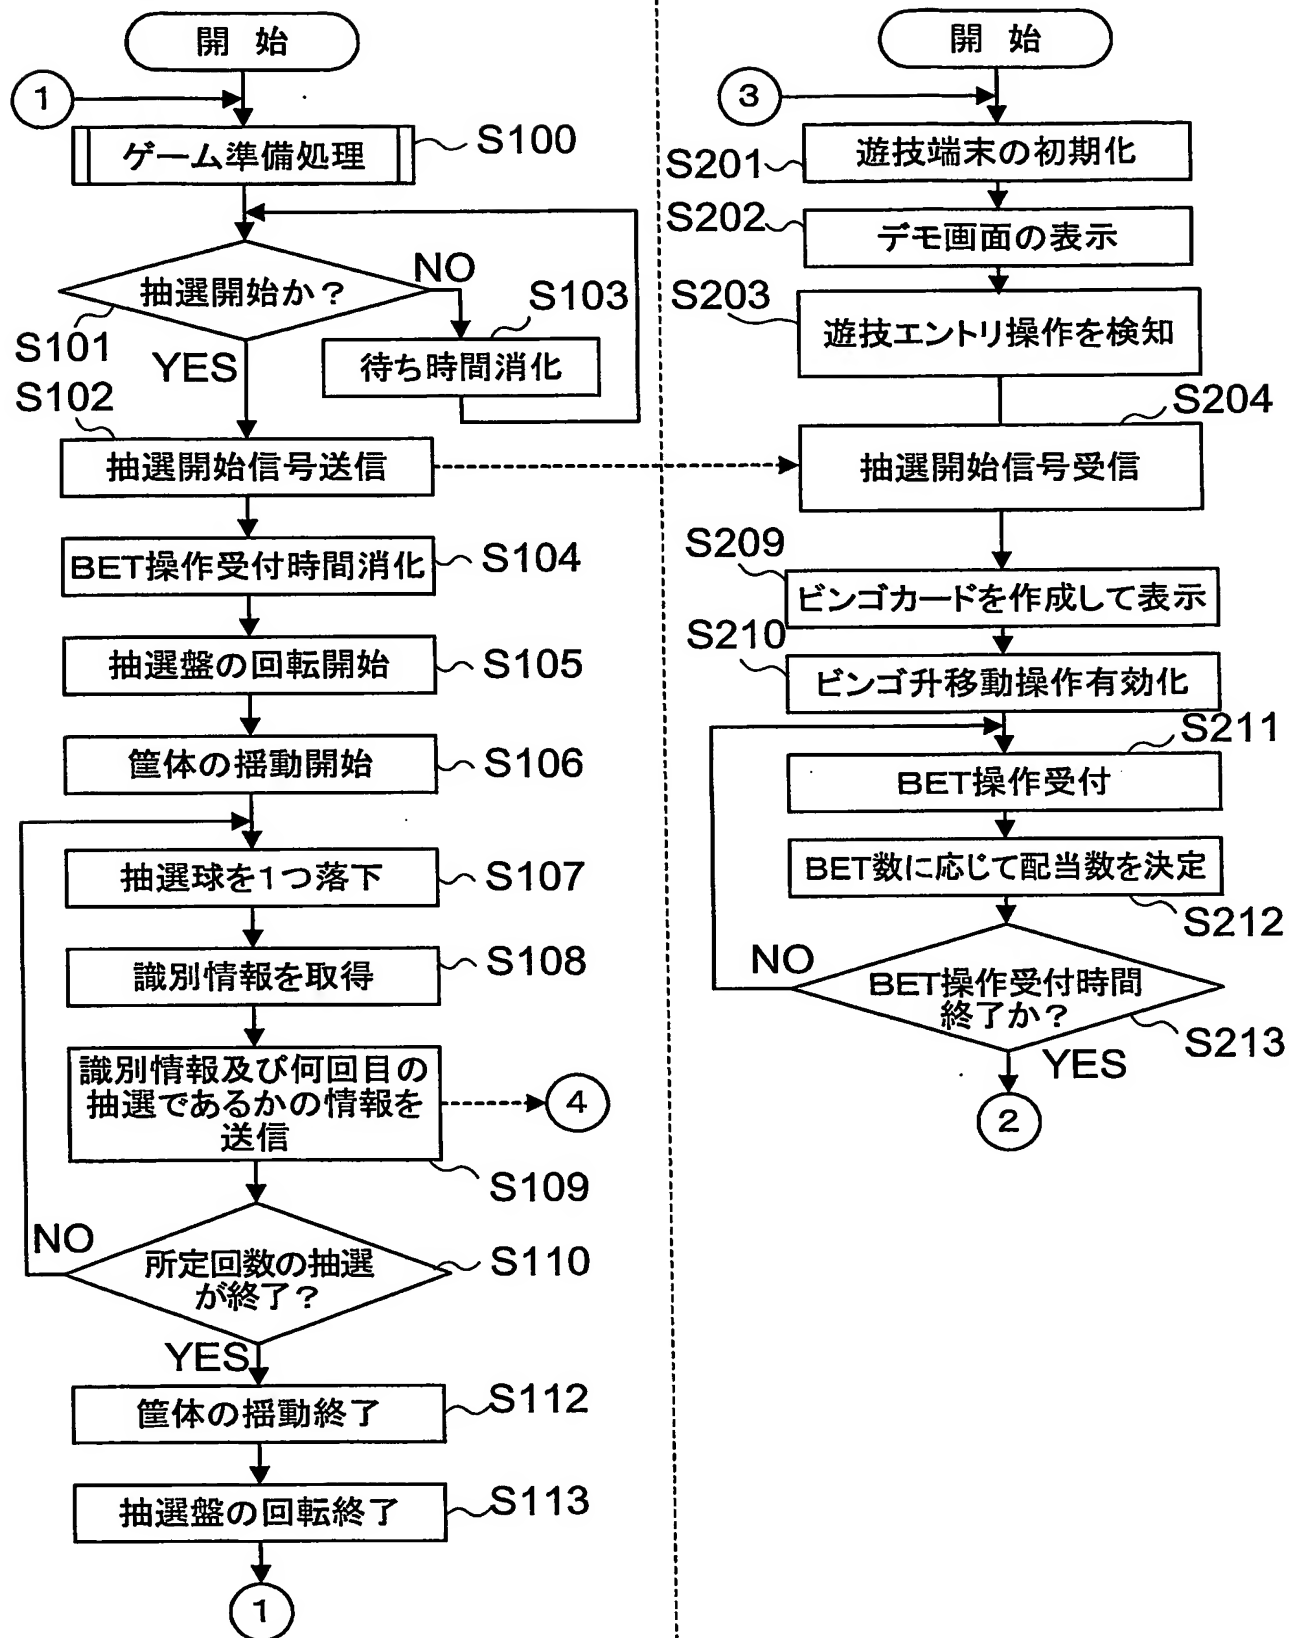 開 始
1
ゲーム準備処理
S100
抽選開始か？
NO
S101
YES
S103
待ち時間消化
S102
抽選開始信号送信
BET操作受付時間消化
S104
抽選盤の回転開始
S105
筐体の揺動開始
S106
抽選球を1つ落下
S107
識別情報を取得
S108
識別情報及び何回目の
抽選であるかの情報を
送信
4
S109
NO
所定回数の抽選
が終了？
S110
YES
筐体の揺動終了
S112
抽選盤の回転終了
S113
1
開 始
3
S201
遊技端末の初期化
S202
デモ画面の表示
S203
遊技エントリ操作を検知
S204
抽選開始信号受信
S209
ビンゴカードを作成して表示
S210
ビンゴ升移動操作有効化
S211
BET操作受付
BET数に応じて配当数を決定
S212
NO
BET操作受付時間
終了か？
S213
YES
2